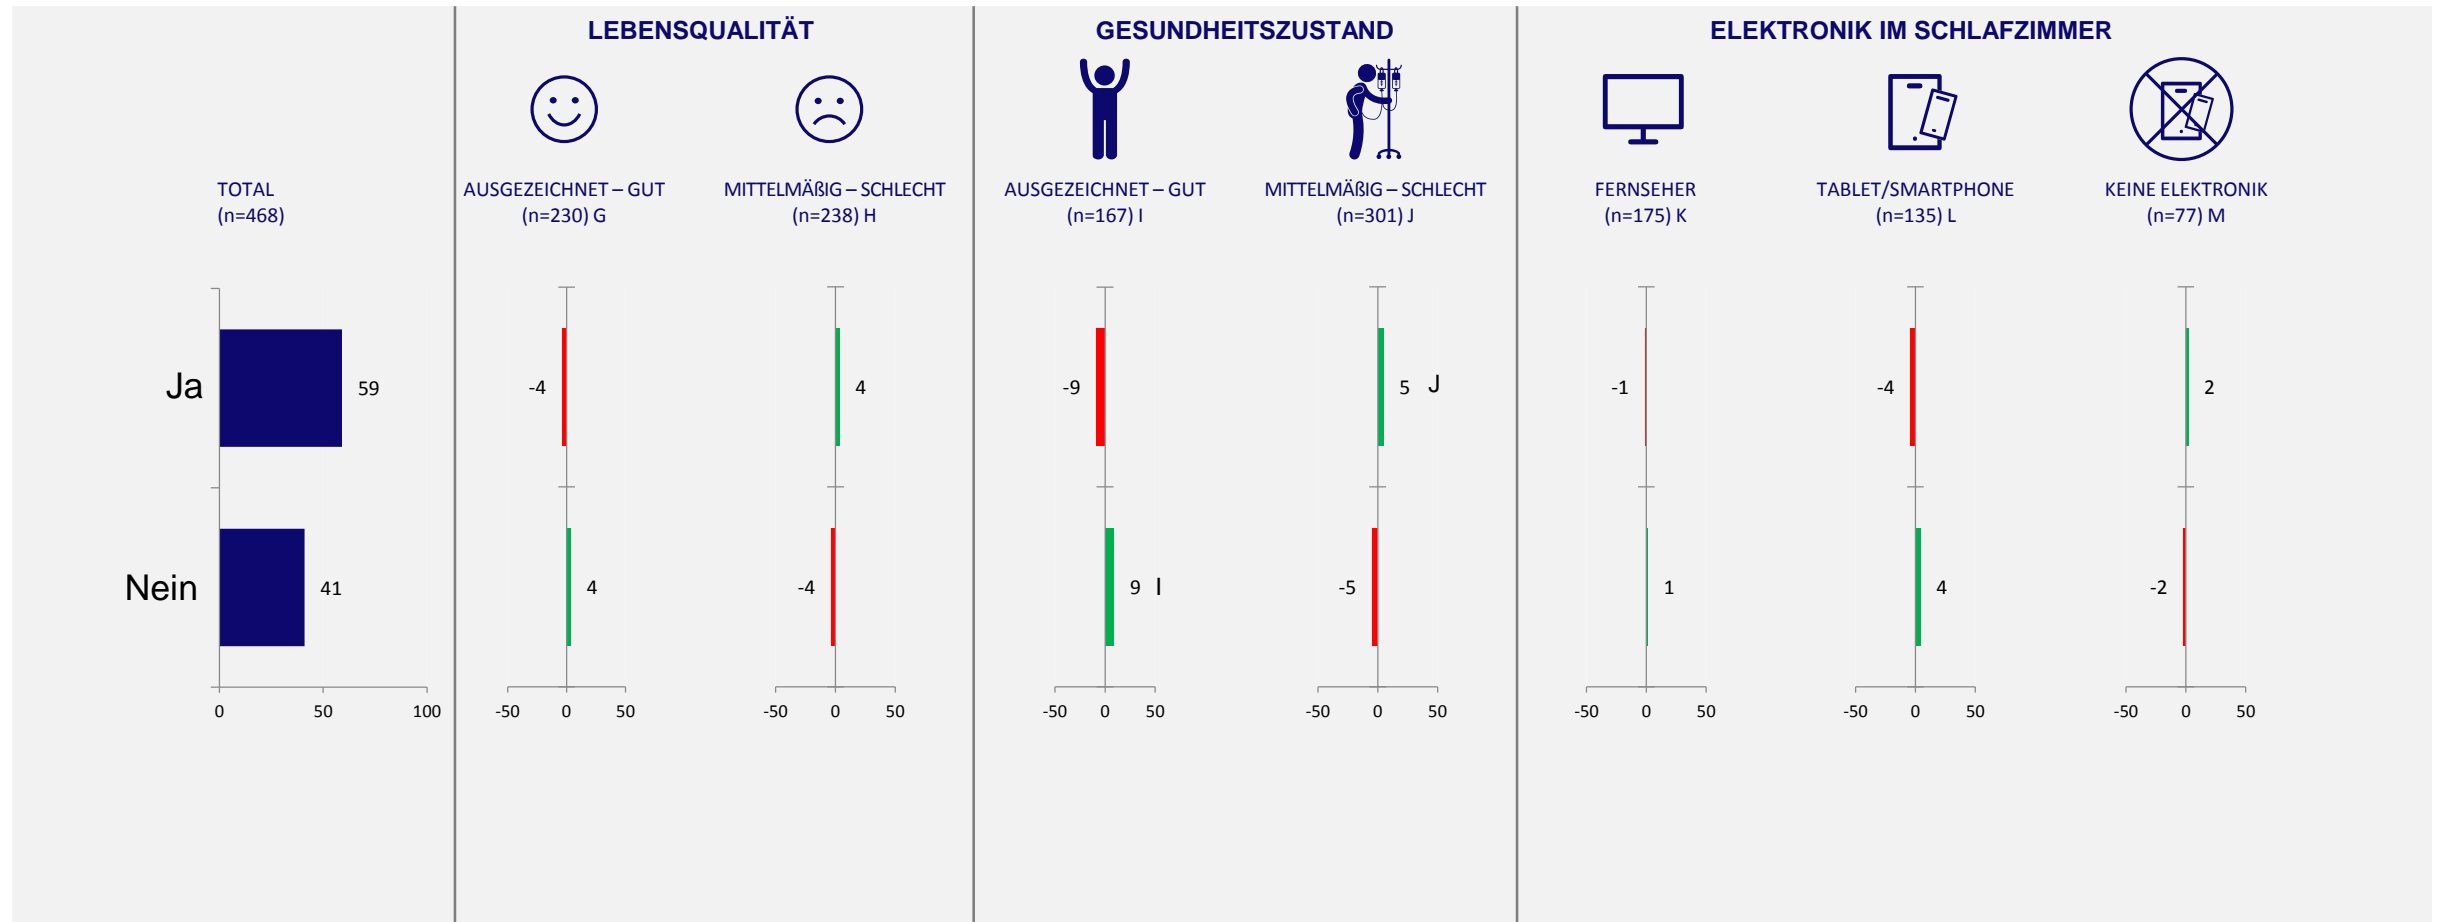 LEBENSQUALITÄT
GESUNDHEITSZUSTAND
ELEKTRONIK IM SCHLAFZIMMER
TOTAL
(n=468)
AUSGEZEICHNET – GUT
(n=230) G
MITTELMÄßIG – SCHLECHT
(n=238) H
AUSGEZEICHNET – GUT
(n=167) I
MITTELMÄßIG – SCHLECHT
(n=301) J
FERNSEHER
(n=175) K
TABLET/SMARTPHONE
(n=135) L
KEINE ELEKTRONIK
(n=77) M
Ja 59 -4 4 -9 5 J -1 -4 2
Nein 41 4 -4 9 I -5 1 4 -2
0 50 100 -50 0 50 -50 0 50 -50 0 50 -50 0 50 -50 0 50 -50 0 50 -50 0 50